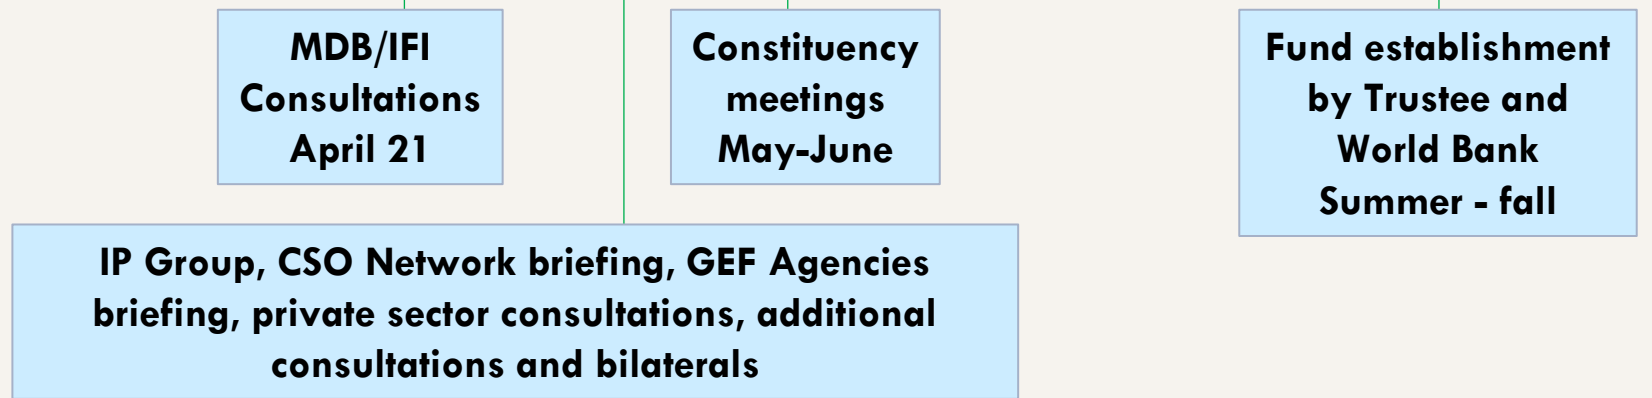 MDB/IFI
Consultations
April 21
Constituency
meetings
May-June
Fund establishment
by Trustee and
World Bank
Summer - fall
IP Group, CSO Network briefing, GEF Agencies
briefing, private sector consultations, additional
consultations and bilaterals